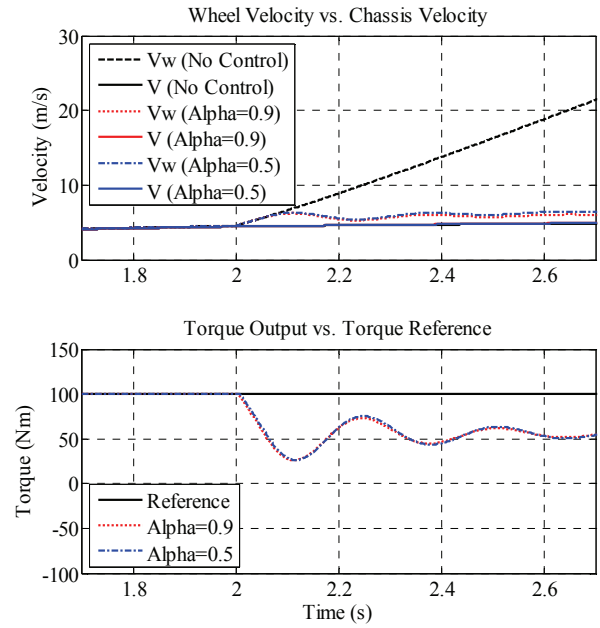 Wheel Velocity vs. Chassis Velocity
Velocity (m/s)
30
20
10
0
Vw (No Control)
V (No Control)
Vw (Alpha=0.9)
V (Alpha=0.9)
Vw (Alpha=0.5)
V (Alpha=0.5)
1.8
2
2.2
2.4
2.6
Torque Output vs. Torque Reference
Torque (Nm)
150
100
50
0
-50
-100
Reference
Alpha=0.9
Alpha=0.5
1.8
2
2.2
2.4
2.6
Time (s)